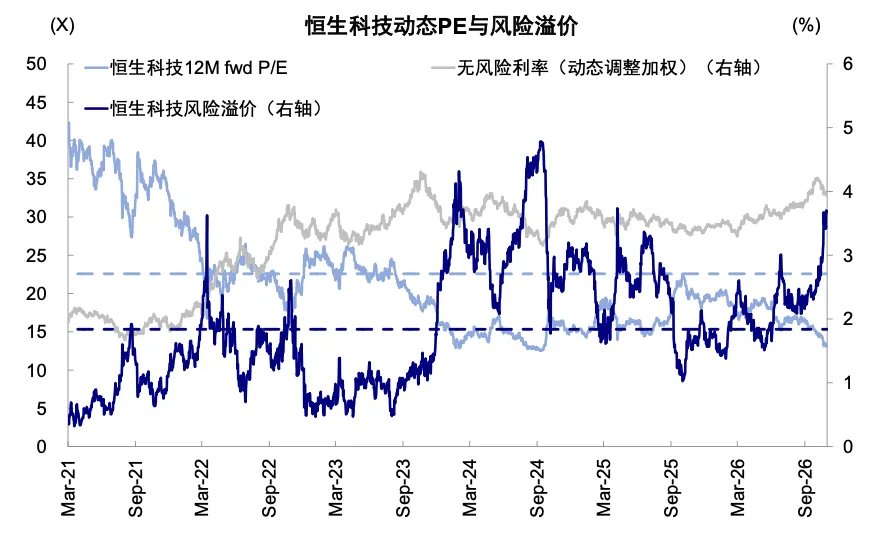 (X)
恒生科技动态PE与风险溢价
(%)
恒生科技12M fwd P/E
无风险利率（动态调整加权）（右轴）
恒生科技风险溢价（右轴）
50
45
40
35
30
25
20
15
10
5
0
6
5
4
3
2
1
0
Mar-21
Sep-21
Mar-22
Sep-22
Mar-23
Sep-23
Mar-24
Sep-24
Mar-25
Sep-25
Mar-26
Sep-26